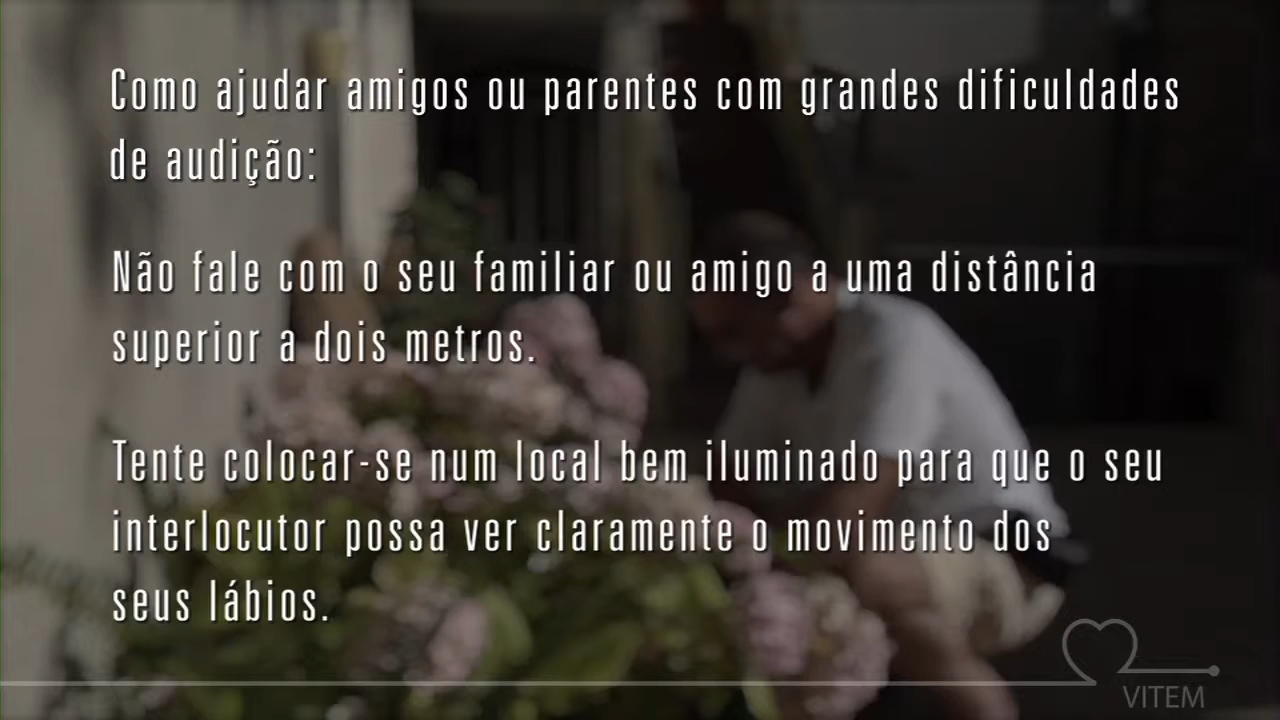 Como ajudar amigos ou parentes com grandes dificuldades
de audição:
Não fale com o seu familiar ou amigo a uma distância
superior a dois metros.
Tente colocar-se num local bem iluminado para que o seu
interlocutor possa ver claramente o movimento dos
seus lábios.
VITEM